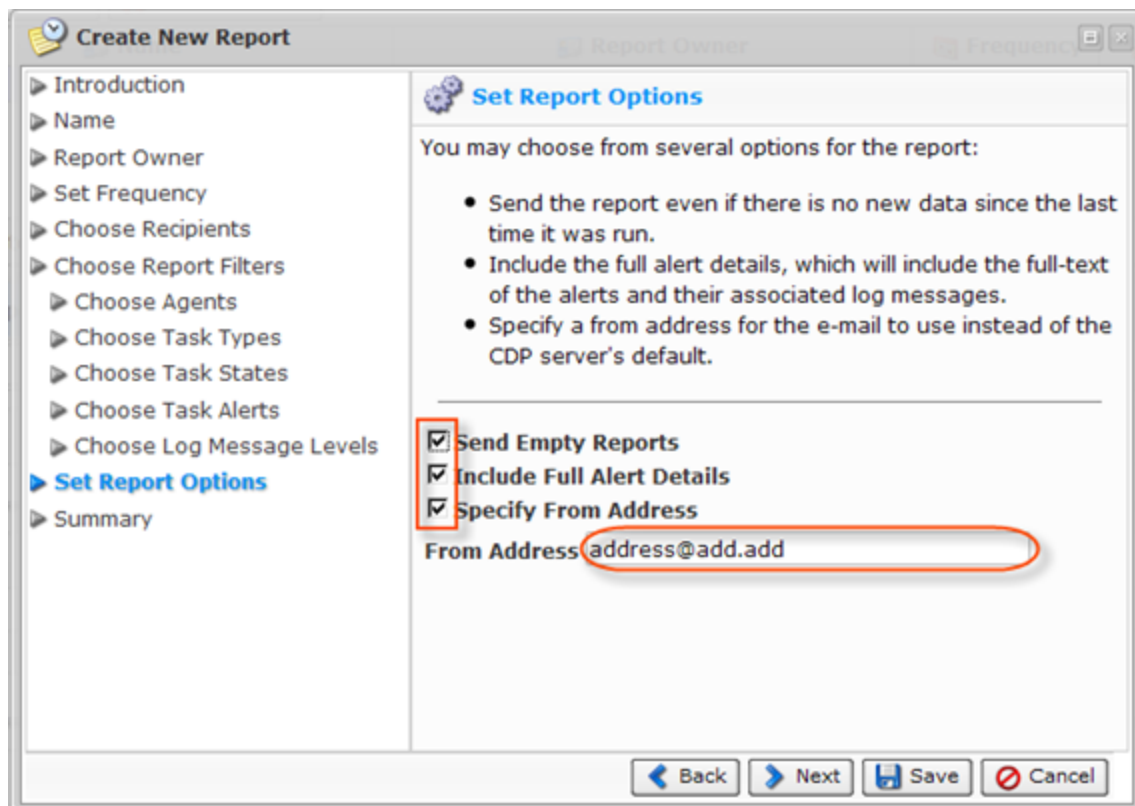 Create New Report
Report Owner
Frequency
Introduction
Name
Report Owner
Set Frequency
Choose Recipients
Choose Report Filters
Choose Agents
Choose Task Types
Choose Task States
Choose Task Alerts
Choose Log Message Levels
Set Report Options
Summary
Set Report Options
You may choose from several options for the report:
Send the report even if there is no new data since the last
time it was run.
Include the full alert details, which will include the full-text
of the alerts and their associated log messages.
Specify a from address for the e-mail to use instead of the
CDP server's default.
Send Empty Reports
Include Full Alert Details
Specify From Address
From Address address@add.add
Back Next Save Cancel